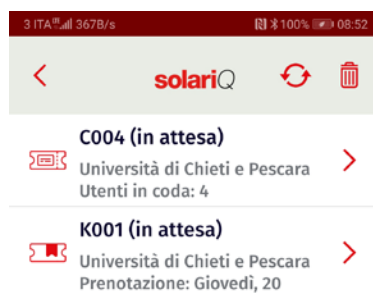 3 ITA 367B/s 100% 08:52
solariQ
C004 (in attesa)
Università di Chieti e Pescara
Utenti in coda: 4
K001 (in attesa)
Università di Chieti e Pescara
Prenotazione: Giovedì, 20